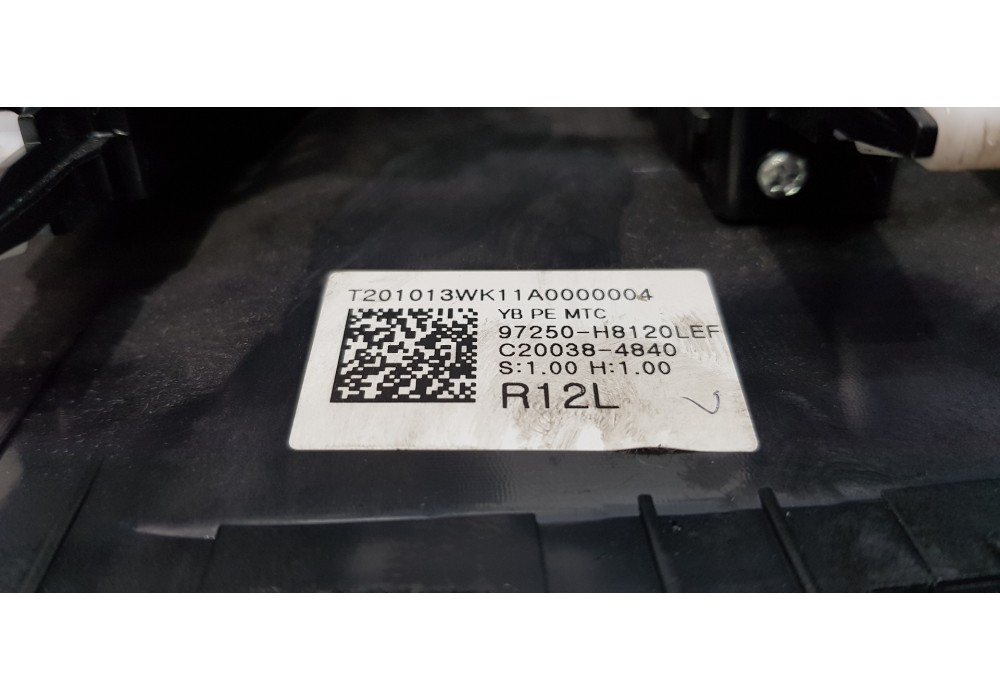 T201013WK11A0000004
YB PE MTC
97250-H8120LEF
C20038-4840
S:1.00 H:1.00
R12L